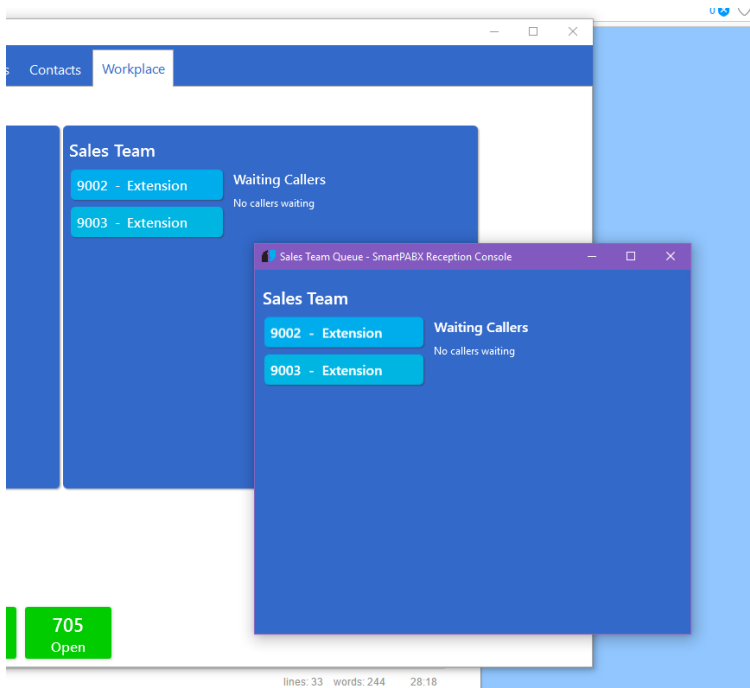 0
s Contacts Workplace
Sales Team
9002 - Extension
9003 - Extension
Waiting Callers
No callers waiting
Sales Team Queue - SmartPABX Reception Console
Sales Team
9002 - Extension
9003 - Extension
Waiting Callers
No callers waiting
705
Open
lines: 33 words: 244 28:18